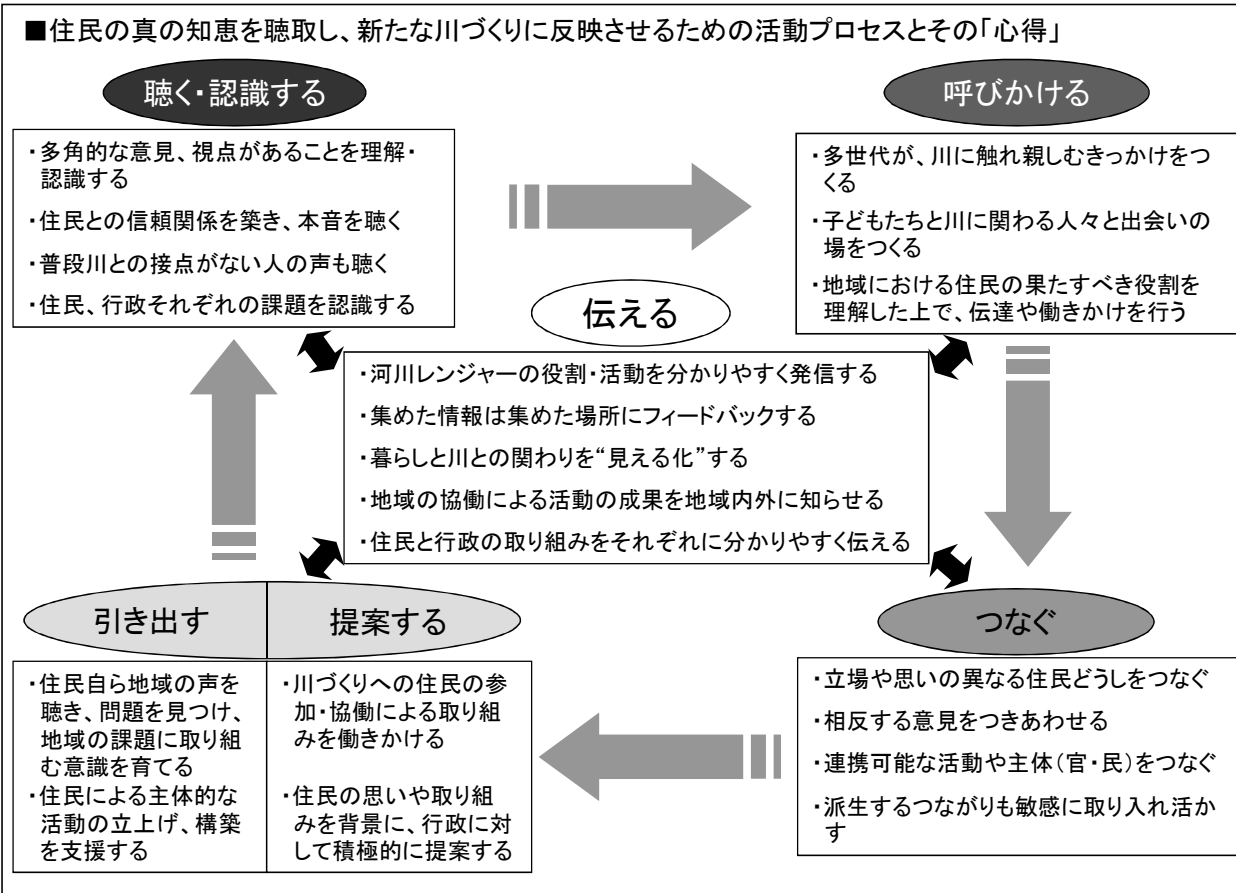 ■住民の真の知恵を聴取し、新たな川づくりに反映させるための活動プロセスとその「心得」
聴く・認識する
・多角的な意見、視点があることを理解・
認識する
・住民との信頼関係を築き、本音を聴く
・普段川との接点がない人の声も聴く
・住民、行政それぞれの課題を認識する
呼びかける
・多世代が、川に触れ親しむきっかけをつ
くる
・子どもたちと川に関わる人々と出会いの
場をつくる
・地域における住民の果たすべき役割を
理解した上で、伝達や働きかけを行う
伝える
・河川レンジャーの役割・活動を分かりやすく発信する
・集めた情報は集めた場所にフィードバックする
・暮らしと川との関わりを“見える化”する
・地域の協働による活動の成果を地域内外に知らせる
・住民と行政の取り組みをそれぞれに分かりやすく伝える
引き出す
・住民自ら地域の声を
聴き、問題を見つけ、
地域の課題に取り組
む意識を育てる
・住民による主体的な
活動の立上げ、構築
を支援する
提案する
・川づくりへの住民の参
加・協働による取り組
みを働きかける
・住民の思いや取り組
みを背景に、行政に対
して積極的に提案する
つなぐ
・立場や思いの異なる住民どうしをつなぐ
・相反する意見をつきあわせる
・連携可能な活動や主体(官・民)をつなぐ
・派生するつながりも敏感に取り入れ活か
す